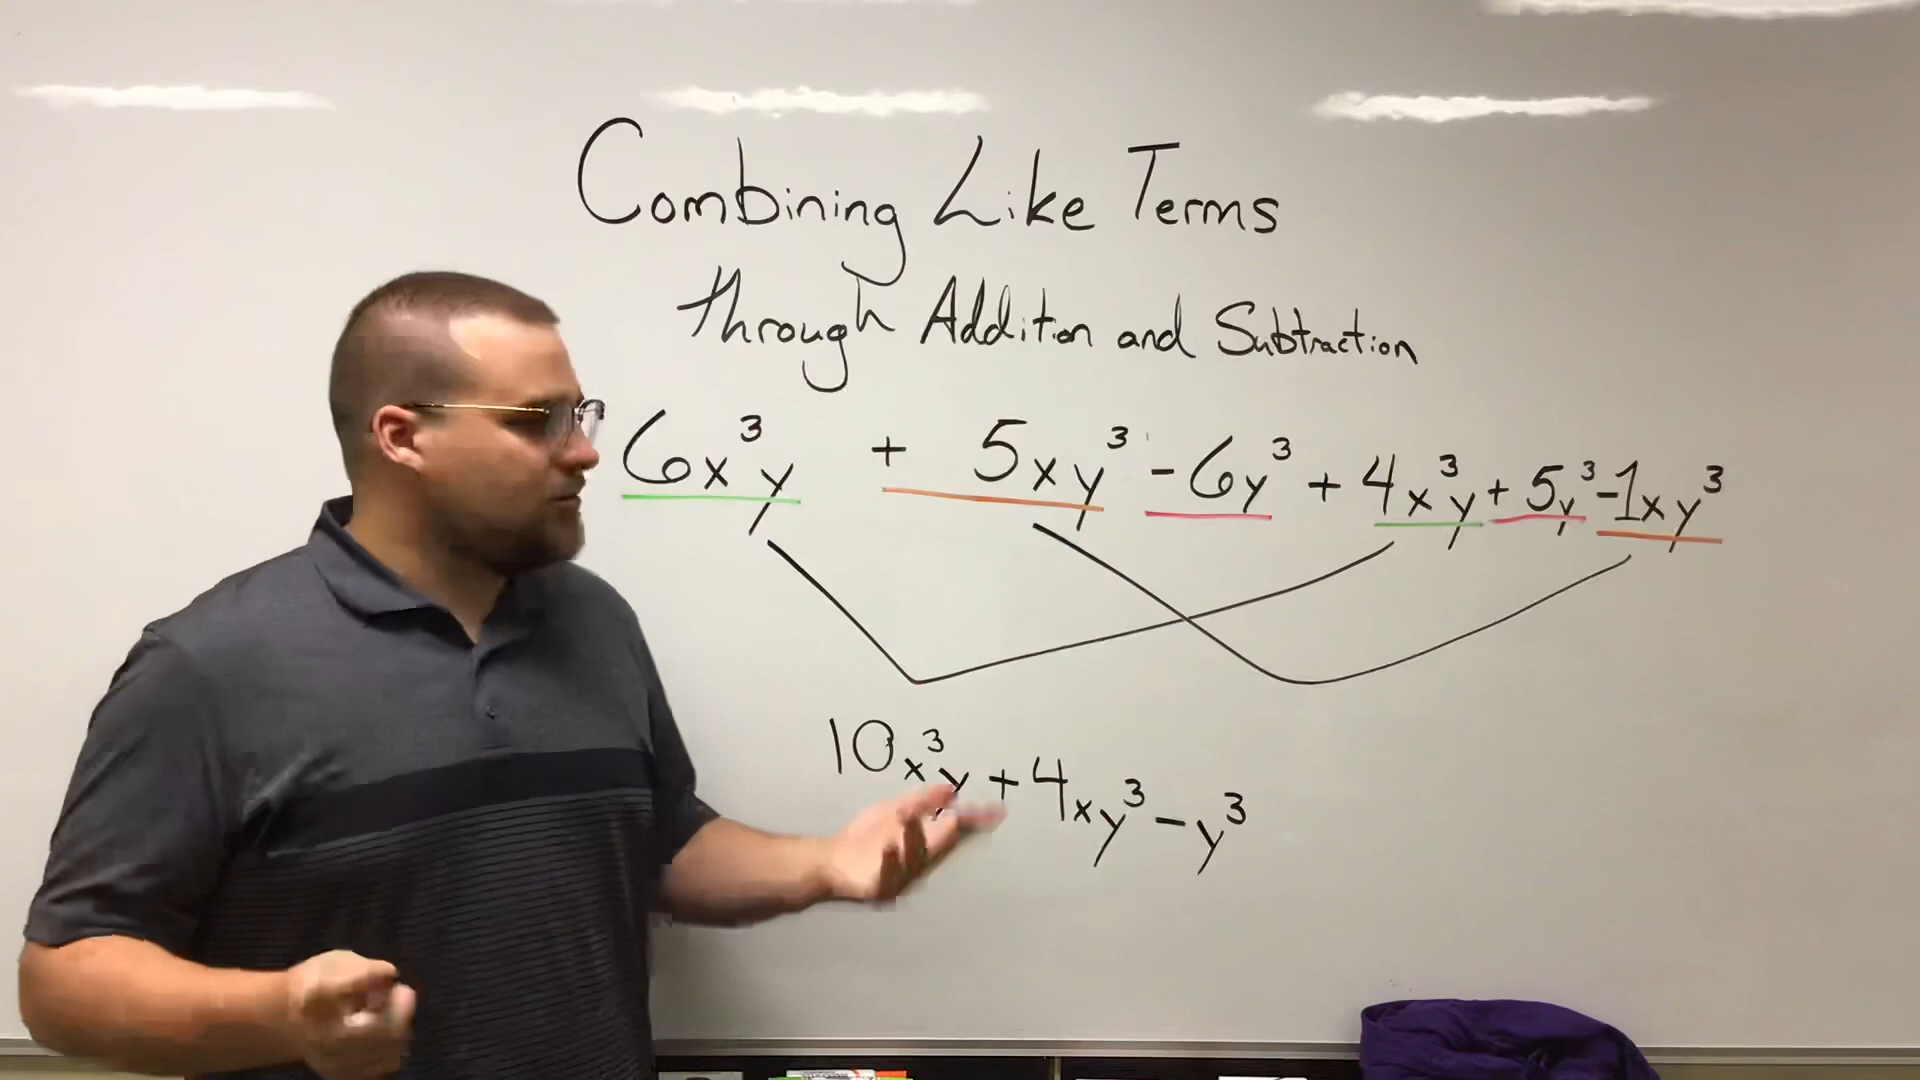 Combining Like Terms
through Addition and Subtraction
6x³y + 5xy³ - 6y³ + 4x³y + 5y³ - 1xy³
10x³y + 4xy³ - y³